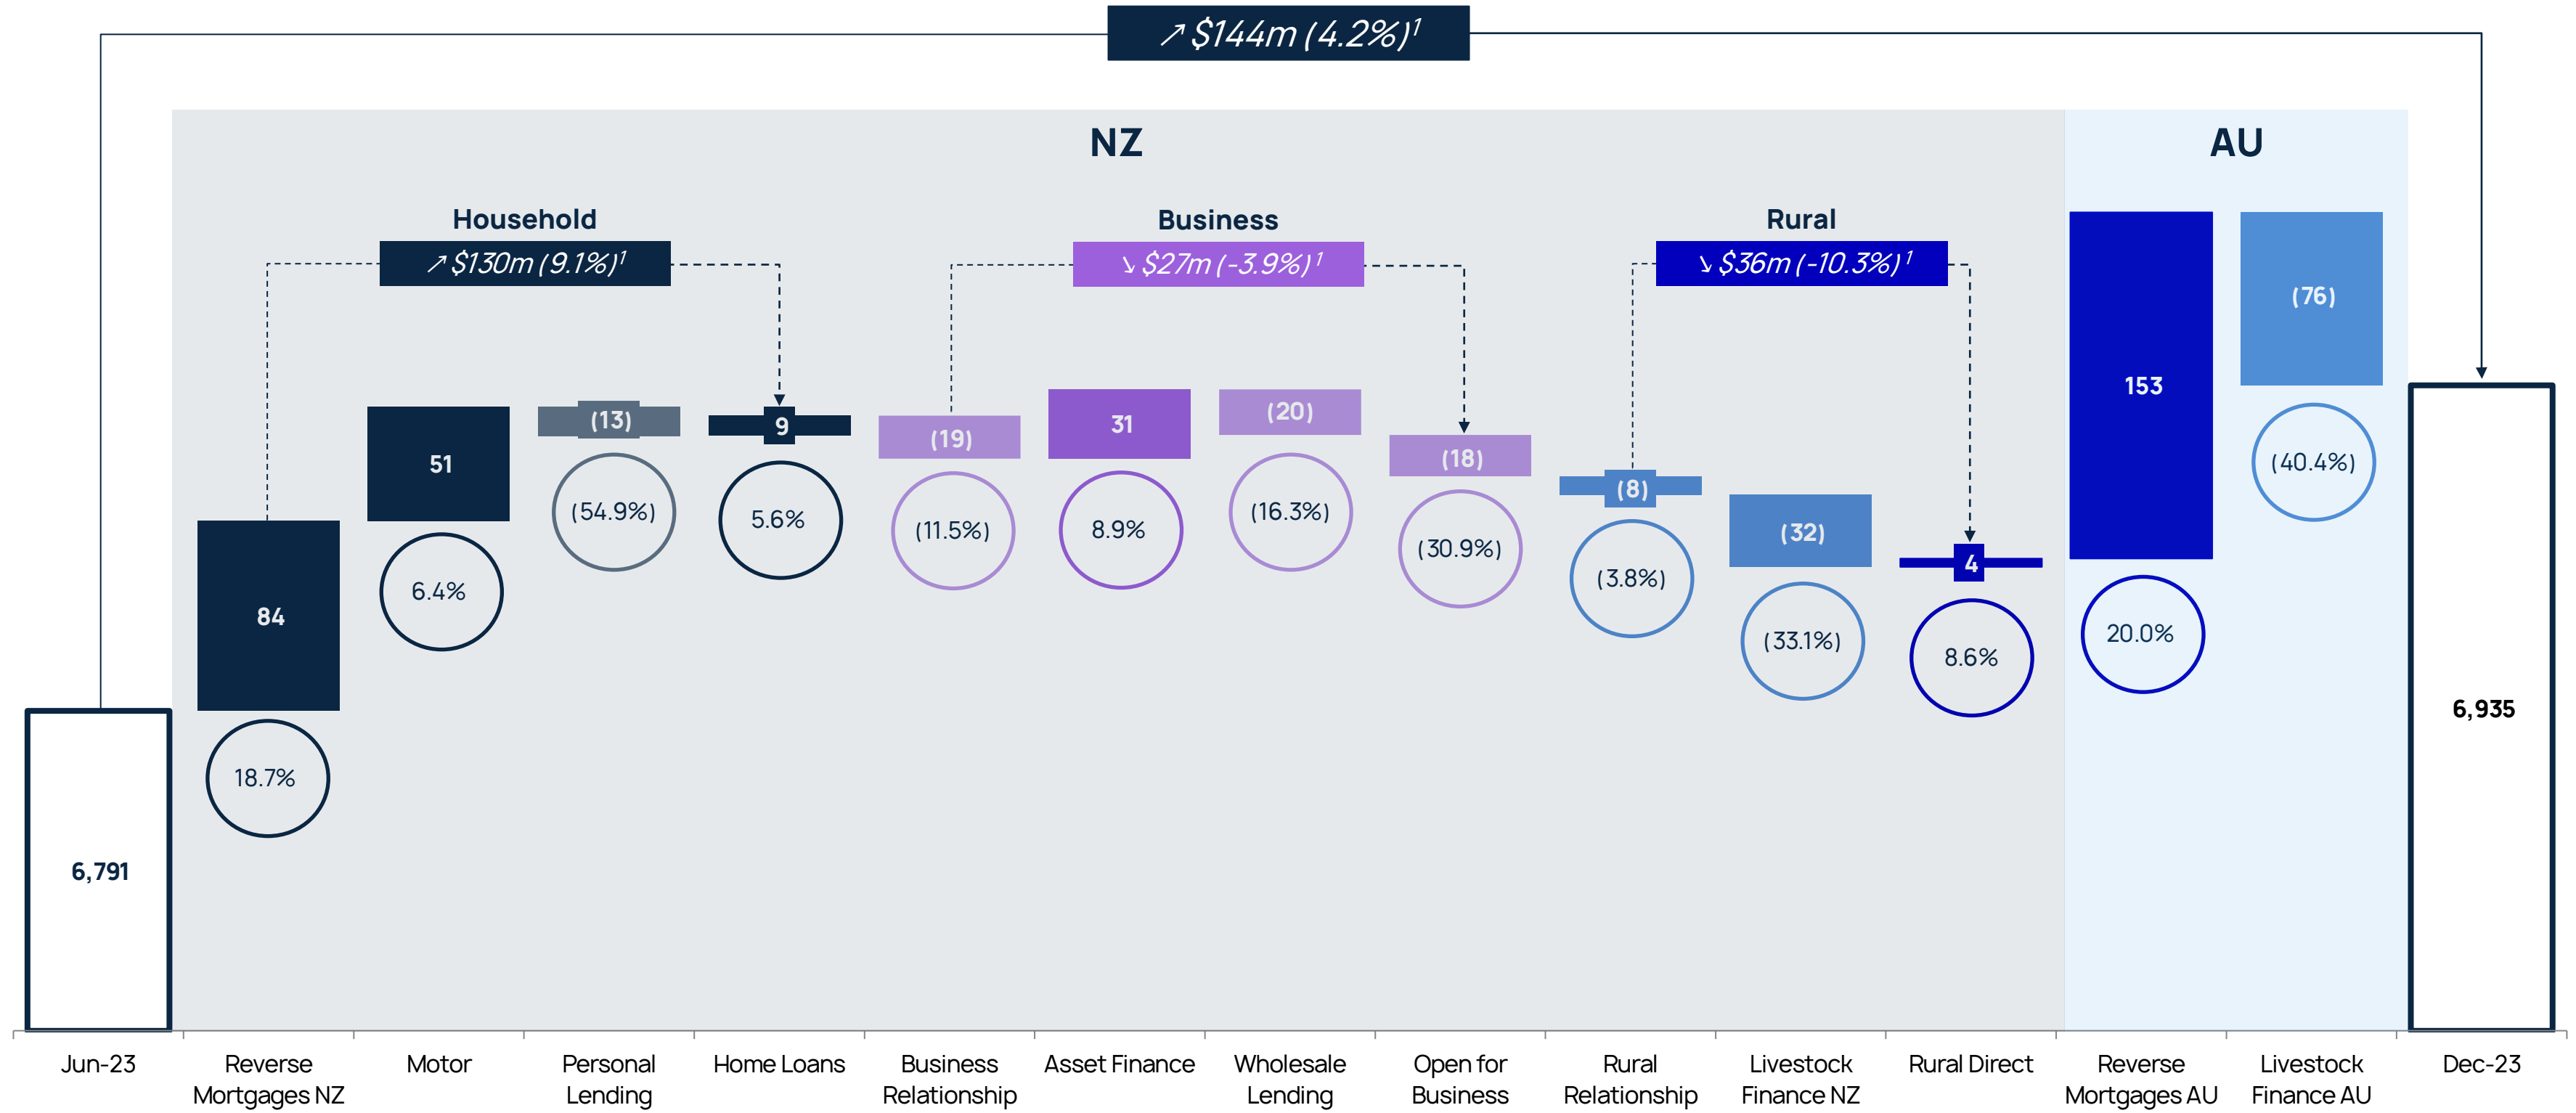 ↗ $144m (4.2%)¹
NZ
AU
Household
Business
Rural
↗ $130m (9.1%)¹
↘ $27m (-3.9%)¹
↘ $36m (-10.3%)¹
6,791
84
18.7%
51
6.4%
(13)
(54.9%)
9
5.6%
(19)
(11.5%)
31
8.9%
(20)
(16.3%)
(18)
(30.9%)
(8)
(3.8%)
(32)
(33.1%)
4
8.6%
153
20.0%
(76)
(40.4%)
6,935
Jun-23
Reverse
Mortgages NZ
Motor
Personal
Lending
Home Loans
Business
Relationship
Asset Finance
Wholesale
Lending
Open for
Business
Rural
Relationship
Livestock
Finance NZ
Rural Direct
Reverse
Mortgages AU
Livestock
Finance AU
Dec-23